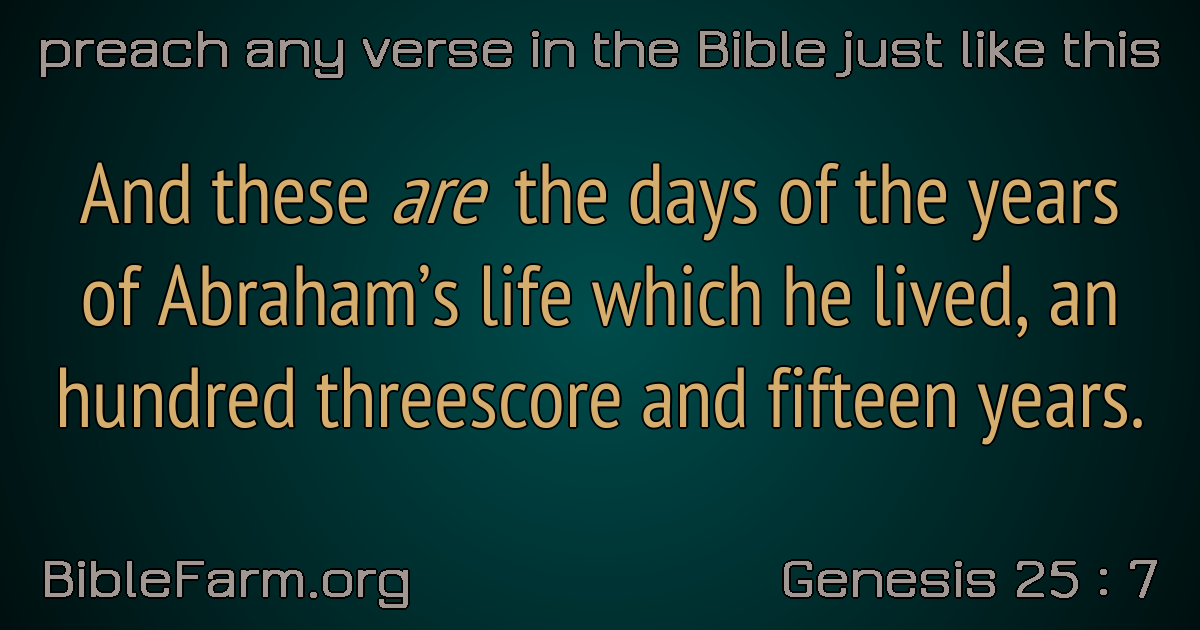 preach any verse in the Bible just like this
And these are the days of the years
of Abraham’s life which he lived, an
hundred threescore and fifteen years.
BibleFarm.org
Genesis 25 : 7